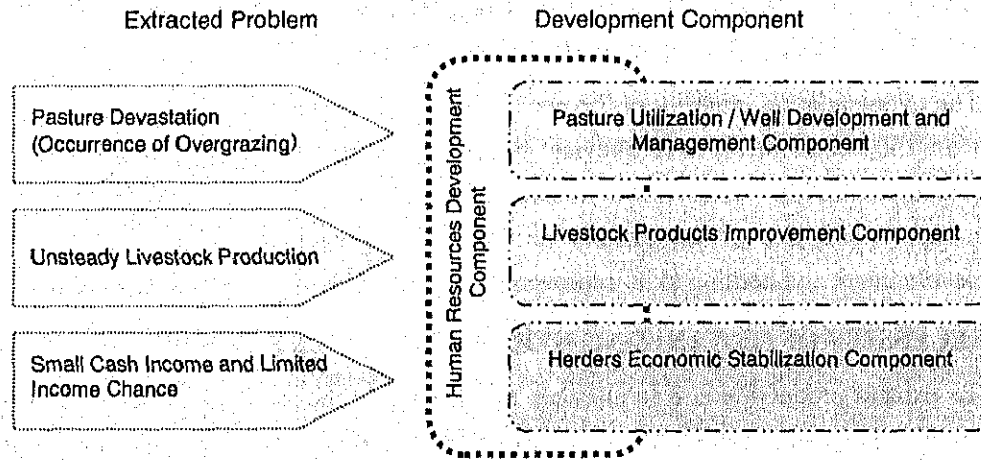 Extracted Problem
Development Component
Pasture Devastation
(Occurrence of Overgrazing)
Unsteady Livestock Production
Small Cash Income and Limited
Income Chance
Human Resources Development
Component
Pasture Utilization / Well Development and
Management Component
Livestock Products Improvement Component
Herders Economic Stabilization Component